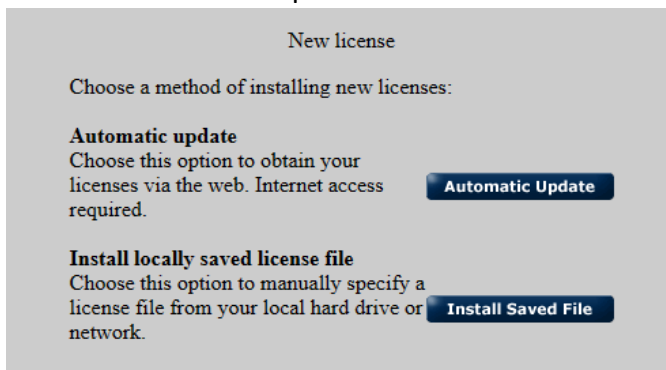 New license
Choose a method of installing new licenses:
Automatic update
Choose this option to obtain your
licenses via the web. Internet access
required.
Automatic Update
Install locally saved license file
Choose this option to manually specify a
license file from your local hard drive or
network.
Install Saved File